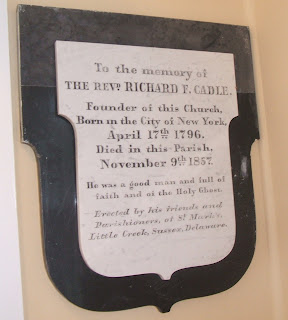 To the memory of
THE REVD. RICHARD F. CADLE.
Founder of this Church,
Born in the City of New York,
April 17th 1796.
Died in this Parish,
November 9th 1857.
He was a good man and full of
faith and of the Holy Ghost.
Erected by his friends and
Parishioners, at St Mark's,
Little Creek, Sussex, Delaware.